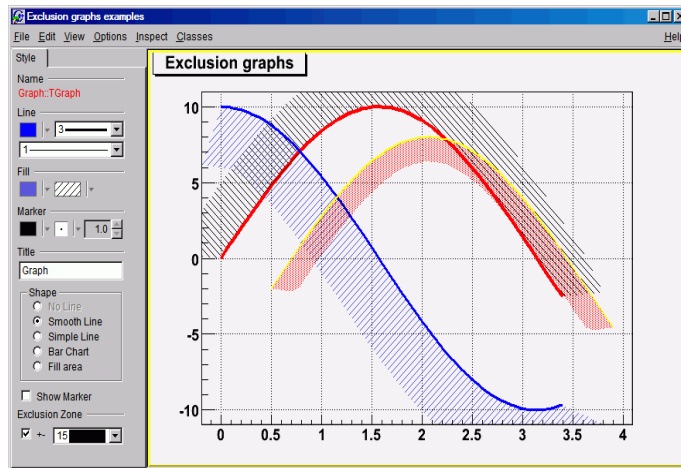 Exclusion graphs examples
File Edit View Options Inspect Classes Help
Style
Name
Graph::TGraph
Line
3
1
Fill
Marker
1.0
Title
Graph
Shape
No Line
Smooth Line
Simple Line
Bar Chart
Fill area
Show Marker
Exclusion Zone
+- 15
Exclusion graphs
10
5
0
-5
-10
0 0.5 1 1.5 2 2.5 3 3.5 4